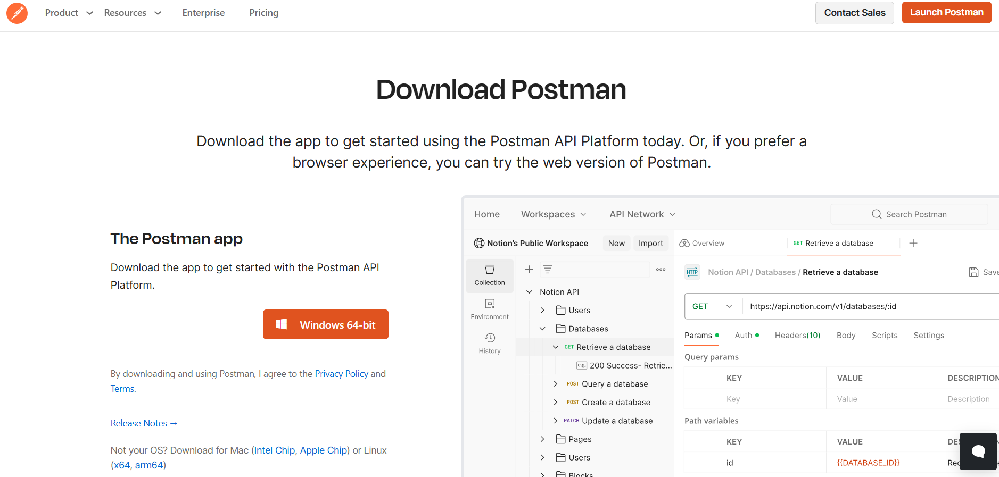 Product Resources Enterprise Pricing Contact Sales Launch Postman
Download Postman
Download the app to get started using the Postman API Platform today. Or, if you prefer a
browser experience, you can try the web version of Postman.
The Postman app
Download the app to get started with the Postman API
Platform.
Windows 64-bit
By downloading and using Postman, I agree to the Privacy Policy and
Terms.
Release Notes →
Not your OS? Download for Mac (Intel Chip, Apple Chip) or Linux
(x64, arm64)
Home Workspaces API Network Search Postman
Notion's Public Workspace New Import Overview GET Retrieve a database
Collection
Environment
History
Notion API
Users
Databases
GET Retrieve a database
e.g. 200 Success- Retrie...
POST Query a database
POST Create a database
PATCH Update a database
Pages
Users
Blocks
HTTP Notion API / Databases / Retrieve a database Save
GET https://api.notion.com/v1/databases/:id
Params Auth Headers(10) Body Scripts Settings
Query params
KEY VALUE DESCRIPTION
Key Value Description
Path variables
KEY VALUE
id {{DATABASE_ID}}